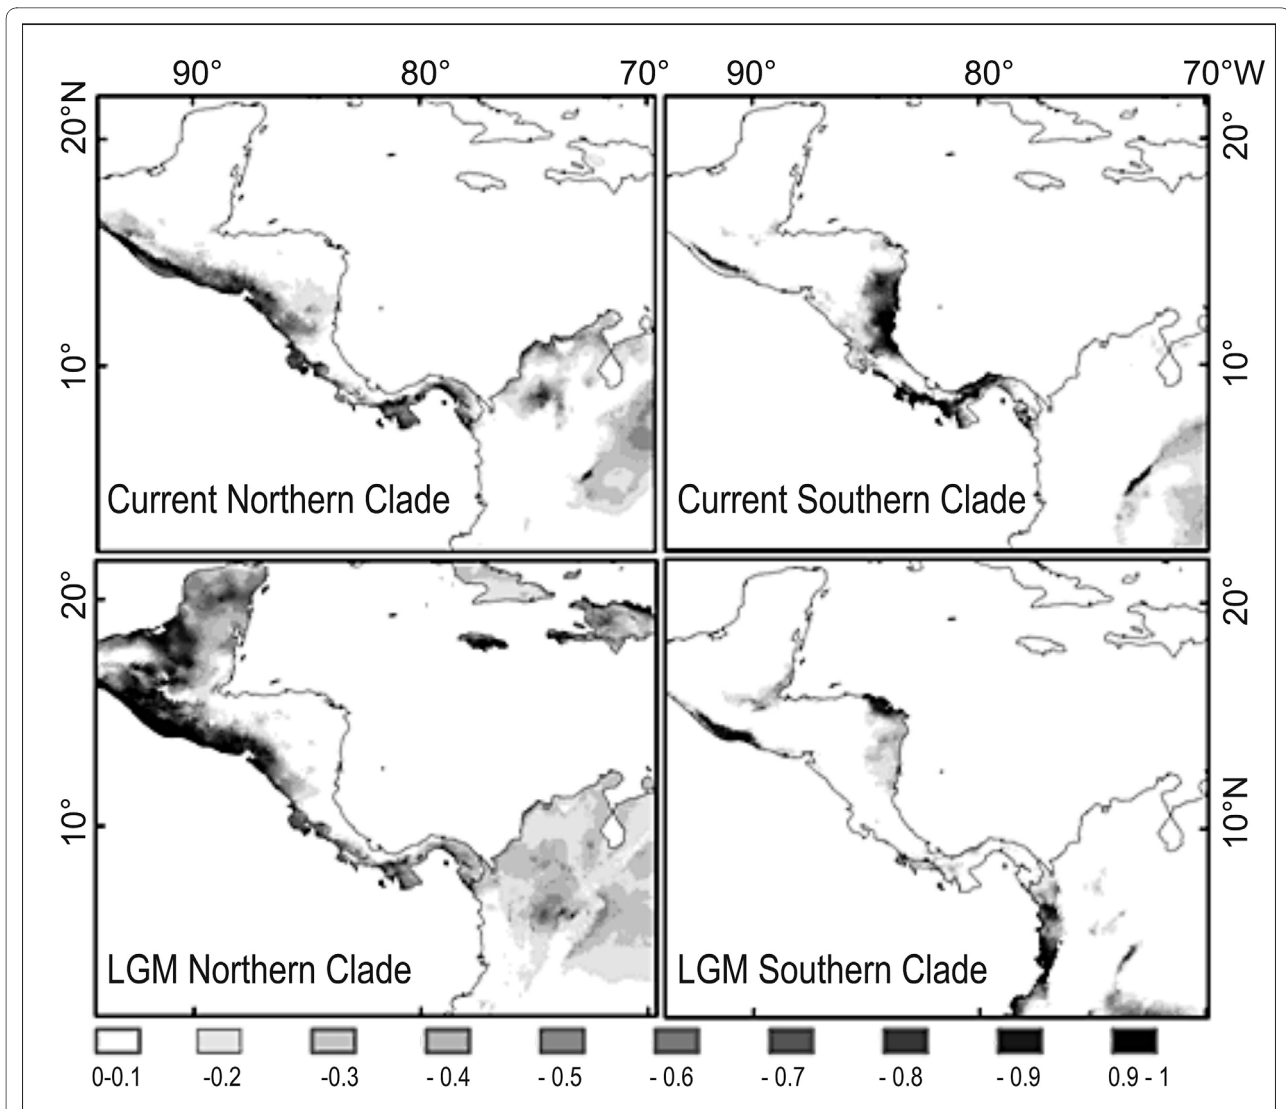 90° 80° 70° 90° 80° 70°W
20°N 20°
10° 10°
Current Northern Clade Current Southern Clade
20° 20°
10° 10°N
LGM Northern Clade LGM Southern Clade
0-0.1 -0.2 -0.3 - 0.4 - 0.5 - 0.6 - 0.7 - 0.8 - 0.9 0.9 - 1